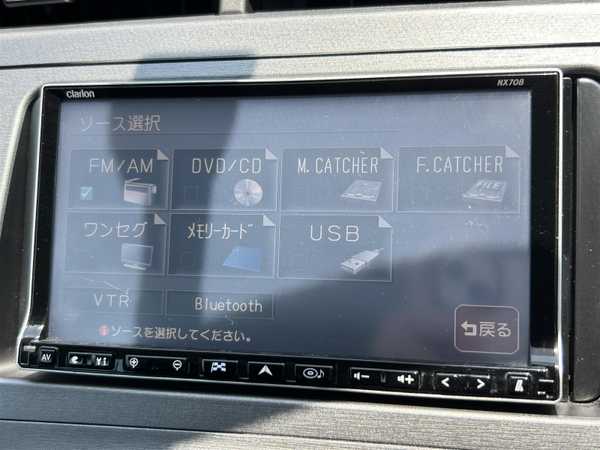 clarion
NX708
ソース選択
FM/AM
DVD/CD
M.CATCHER
F.CATCHER
FILE
ワンセグ
ﾒﾓﾘｰｶｰﾄﾞ
USB
VTR
Bluetooth
ソースを選択してください。
戻る
AV